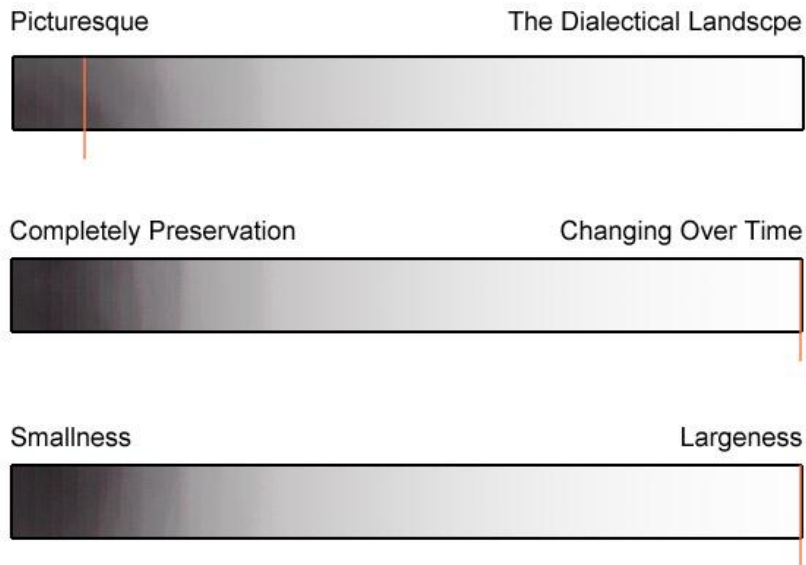 Picturesque The Dialectical Landscpe
Completely Preservation Changing Over Time
Smallness Largeness